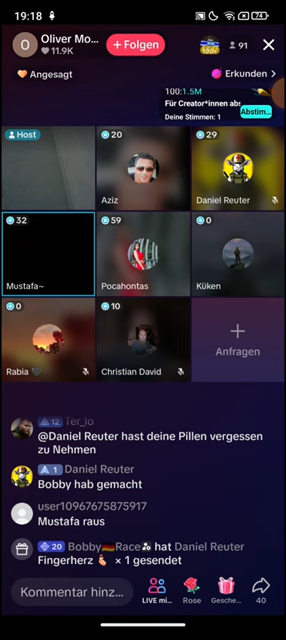 19:18
74
O
Oliver Mo...
11.9K
+ Folgen
91
Angesagt
Erkunden
100:1.5M
Für Creator*innen abs
Deine Stimmen: 1
Abstim...
Host
20
Aziz
29
Daniel Reuter
32
Mustafa~
59
Pocahontas
0
Küken
0
Rabia
10
Christian David
Anfragen
12 Ter_io
@Daniel Reuter hast deine Pillen vergessen
zu Nehmen
1 Daniel Reuter
Bobby hab gemacht
user10967675875917
Mustafa raus
20 Bobby Race hat Daniel Reuter
Fingerherz × 1 gesendet
Kommentar hinz...
LIVE mi...
Rose
Gesche...
40